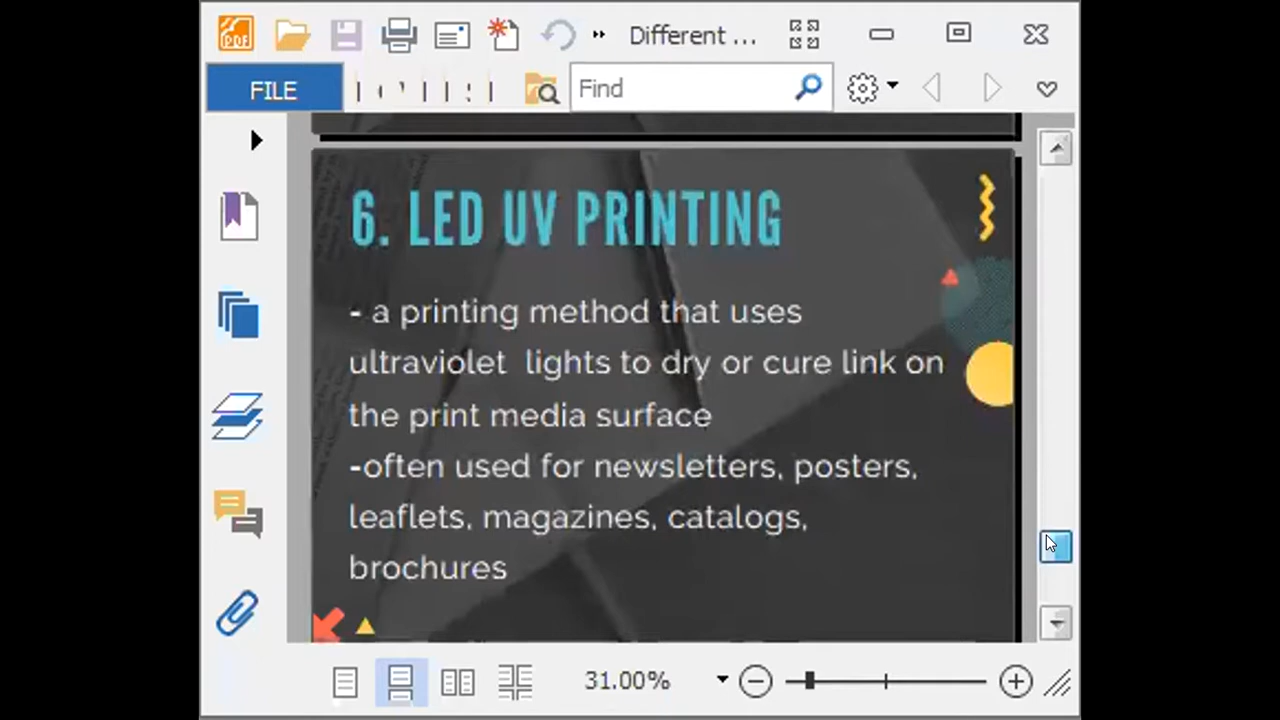 PDF
Different ...
FILE
Find
6. LED UV PRINTING
- a printing method that uses
ultraviolet lights to dry or cure link on
the print media surface
-often used for newsletters, posters,
leaflets, magazines, catalogs,
brochures
31.00%